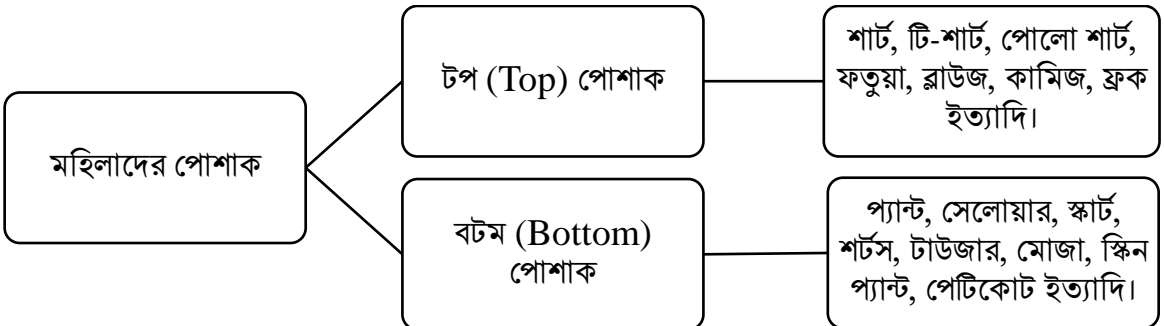 মহিলাদের পোশাক
টপ (Top) পোশাক
শার্ট, টি-শার্ট, পোলো শার্ট,
ফতুয়া, ব্লাউজ, কামিজ, ফ্রক
ইত্যাদি।
বটম (Bottom)
পোশাক
প্যান্ট, সেলোয়ার, স্কার্ট,
শর্টস, টাউজার, মোজা, স্কিন
প্যান্ট, পেটিকোট ইত্যাদি।